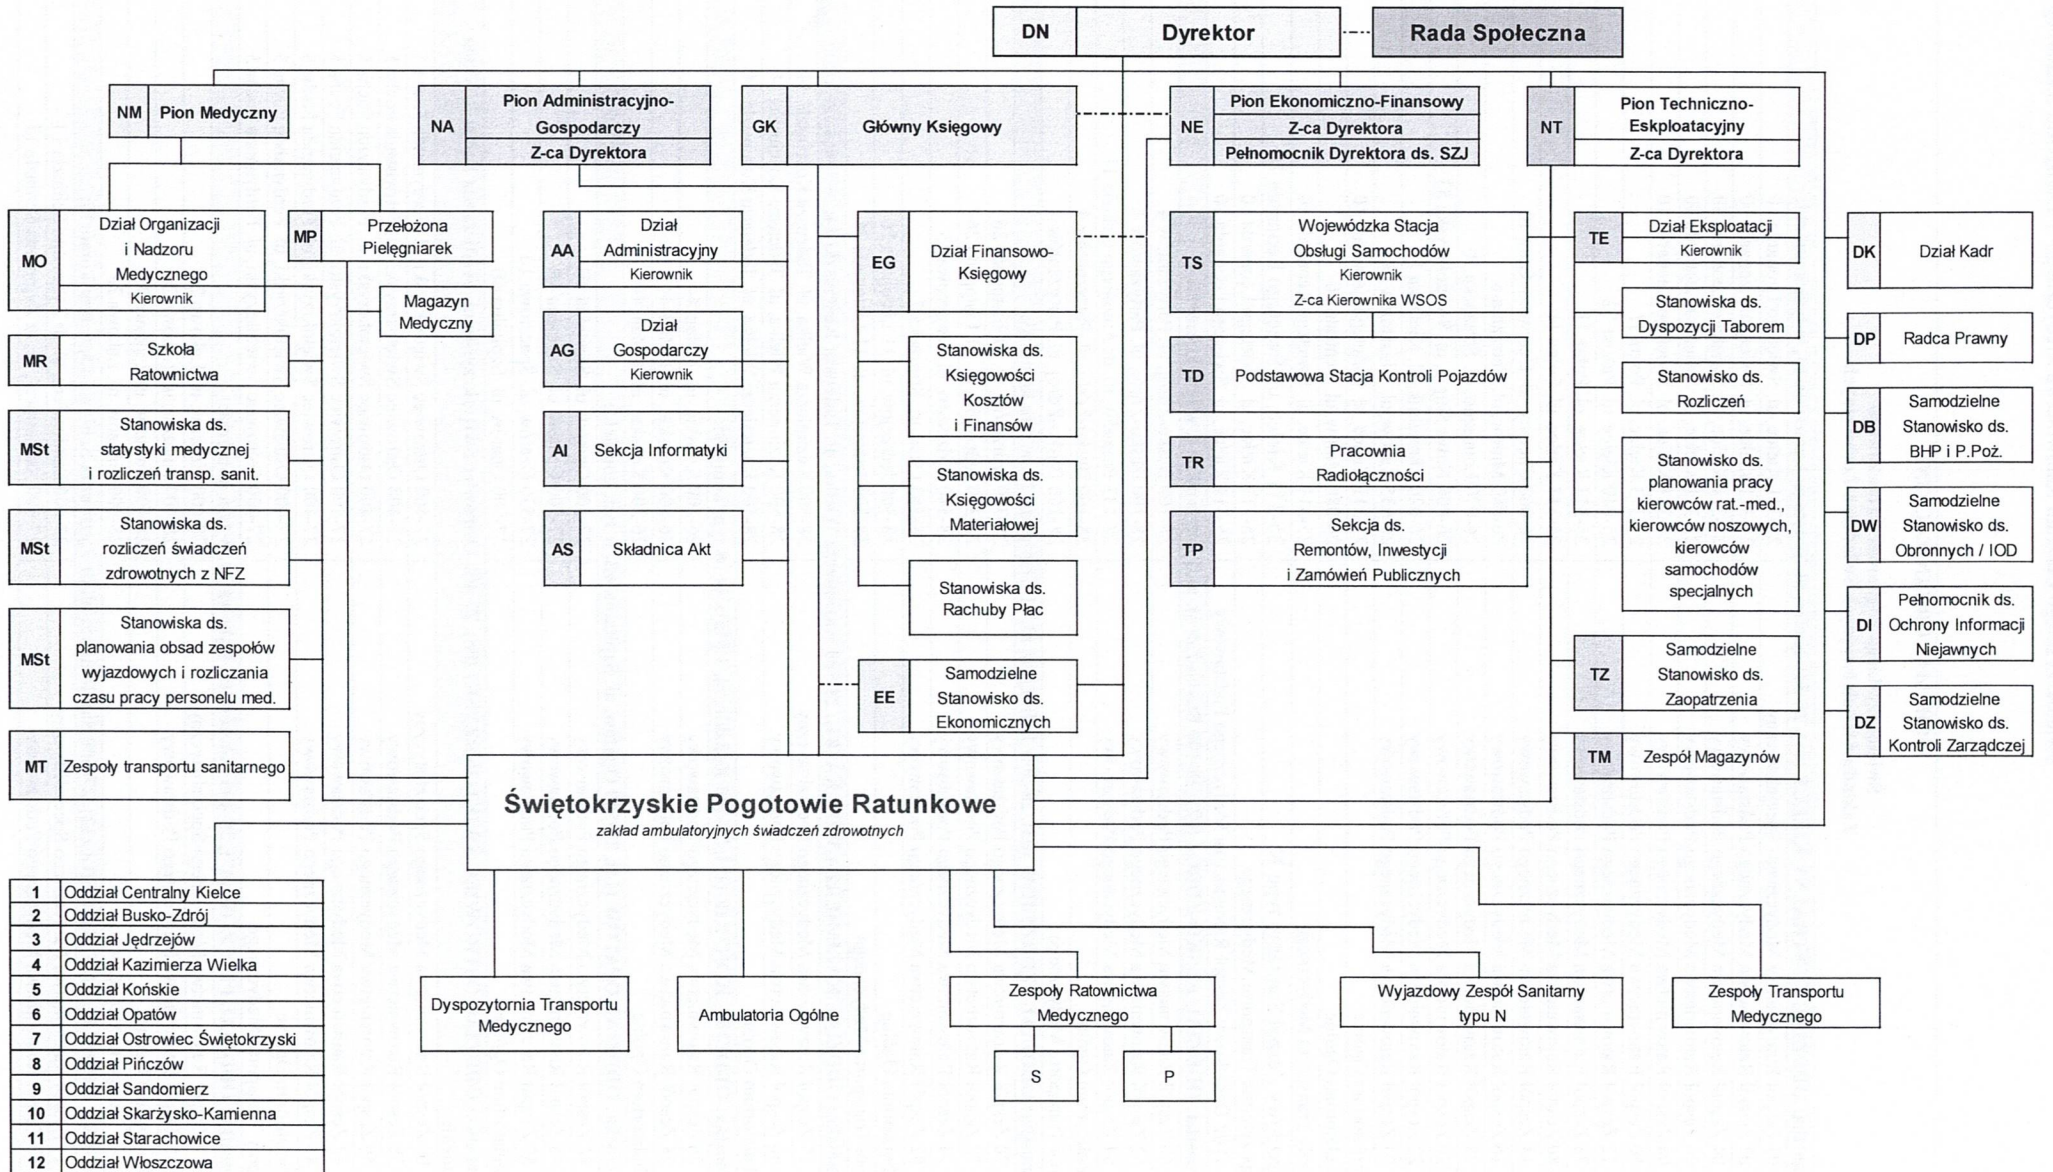 DN
Dyrektor
Rada Społeczna
NM
Pion Medyczny
NA
Pion Administracyjno-
Gospodarczy
Z-ca Dyrektora
GK
Główny Księgowy
NE
Pion Ekonomiczno-Finansowy
Z-ca Dyrektora
Pełnomocnik Dyrektora ds. SZJ
NT
Pion Techniczno-
Eskploatacyjny
Z-ca Dyrektora
MO
Dział Organizacji
i Nadzoru
Medycznego
Kierownik
MP
Przełożona
Pielęgniarek
Magazyn
Medyczny
MR
Szkoła
Ratownictwa
MSt
Stanowiska ds.
statystyki medycznej
i rozliczeń transp. sanit.
MSt
Stanowiska ds.
rozliczeń świadczeń
zdrowotnych z NFZ
MSt
Stanowiska ds.
planowania obsad zespołów
wyjazdowych i rozliczania
czasu pracy personelu med.
MT
Zespoły transportu sanitarnego
AA
Dział
Administracyjny
Kierownik
AG
Dział
Gospodarczy
Kierownik
AI
Sekcja Informatyki
AS
Składnica Akt
EG
Dział Finansowo-
Księgowy
Stanowiska ds.
Księgowości
Kosztów
i Finansów
Stanowiska ds.
Księgowości
Materiałowej
Stanowiska ds.
Rachuby Płac
EE
Samodzielne
Stanowisko ds.
Ekonomicznych
TS
Wojewódzka Stacja
Obsługi Samochodów
Kierownik
Z-ca Kierownika WSOS
TD
Podstawowa Stacja Kontroli Pojazdów
TR
Pracownia
Radiołączności
TP
Sekcja ds.
Remontów, Inwestycji
i Zamówień Publicznych
TE
Dział Eksploatacji
Kierownik
Stanowiska ds.
Dyspozycji Taborem
Stanowisko ds.
Rozliczeń
Stanowisko ds.
planowania pracy
kierowców rat.-med.,
kierowców noszowych,
kierowców
samochodów
specjalnych
TZ
Samodzielne
Stanowisko ds.
Zaopatrzenia
TM
Zespół Magazynów
DK
Dział Kadr
DP
Radca Prawny
DB
Samodzielne
Stanowisko ds.
BHP i P.Poż.
DW
Samodzielne
Stanowisko ds.
Obronnych / IOD
DI
Pełnomocnik ds.
Ochrony Informacji
Niejawnych
DZ
Samodzielne
Stanowisko ds.
Kontroli Zarządczej
Świętokrzyskie Pogotowie Ratunkowe
zakład ambulatoryjnych świadczeń zdrowotnych
1 Oddział Centralny Kielce
2 Oddział Busko-Zdrój
3 Oddział Jędrzejów
4 Oddział Kazimierza Wielka
5 Oddział Końskie
6 Oddział Opatów
7 Oddział Ostrowiec Świętokrzyski
8 Oddział Pińczów
9 Oddział Sandomierz
10 Oddział Skarżysko-Kamienna
11 Oddział Starachowice
12 Oddział Włoszczowa
Dyspozytornia Transportu
Medycznego
Ambulatoria Ogólne
Zespoły Ratownictwa
Medycznego
S
P
Wyjazdowy Zespół Sanitarny
typu N
Zespoły Transportu
Medycznego